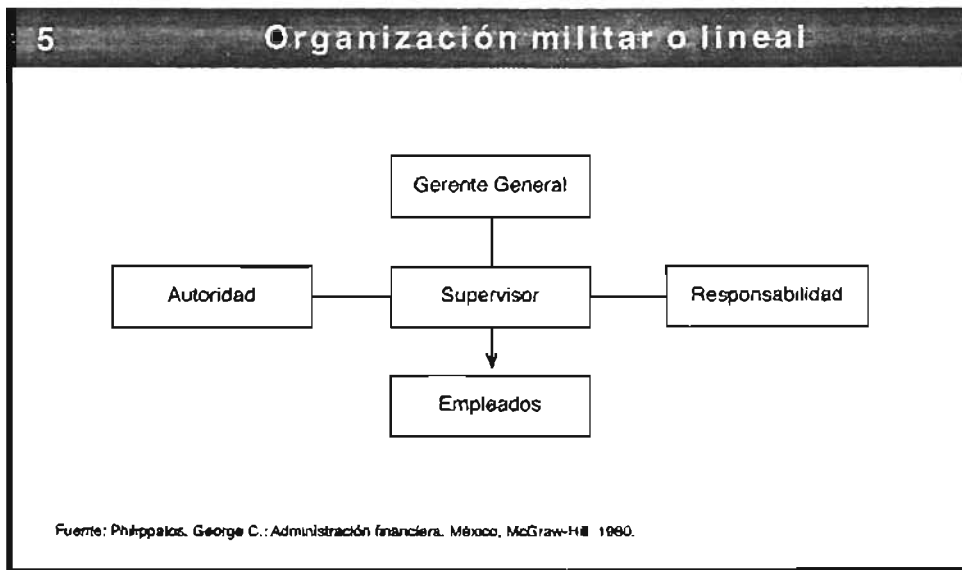 5 Organización militar o lineal
Gerente General
Autoridad Supervisor Responsabilidad
Empleados
Fuente: Philippatos, George C.: Administración financiera. México, McGraw-Hill 1980.